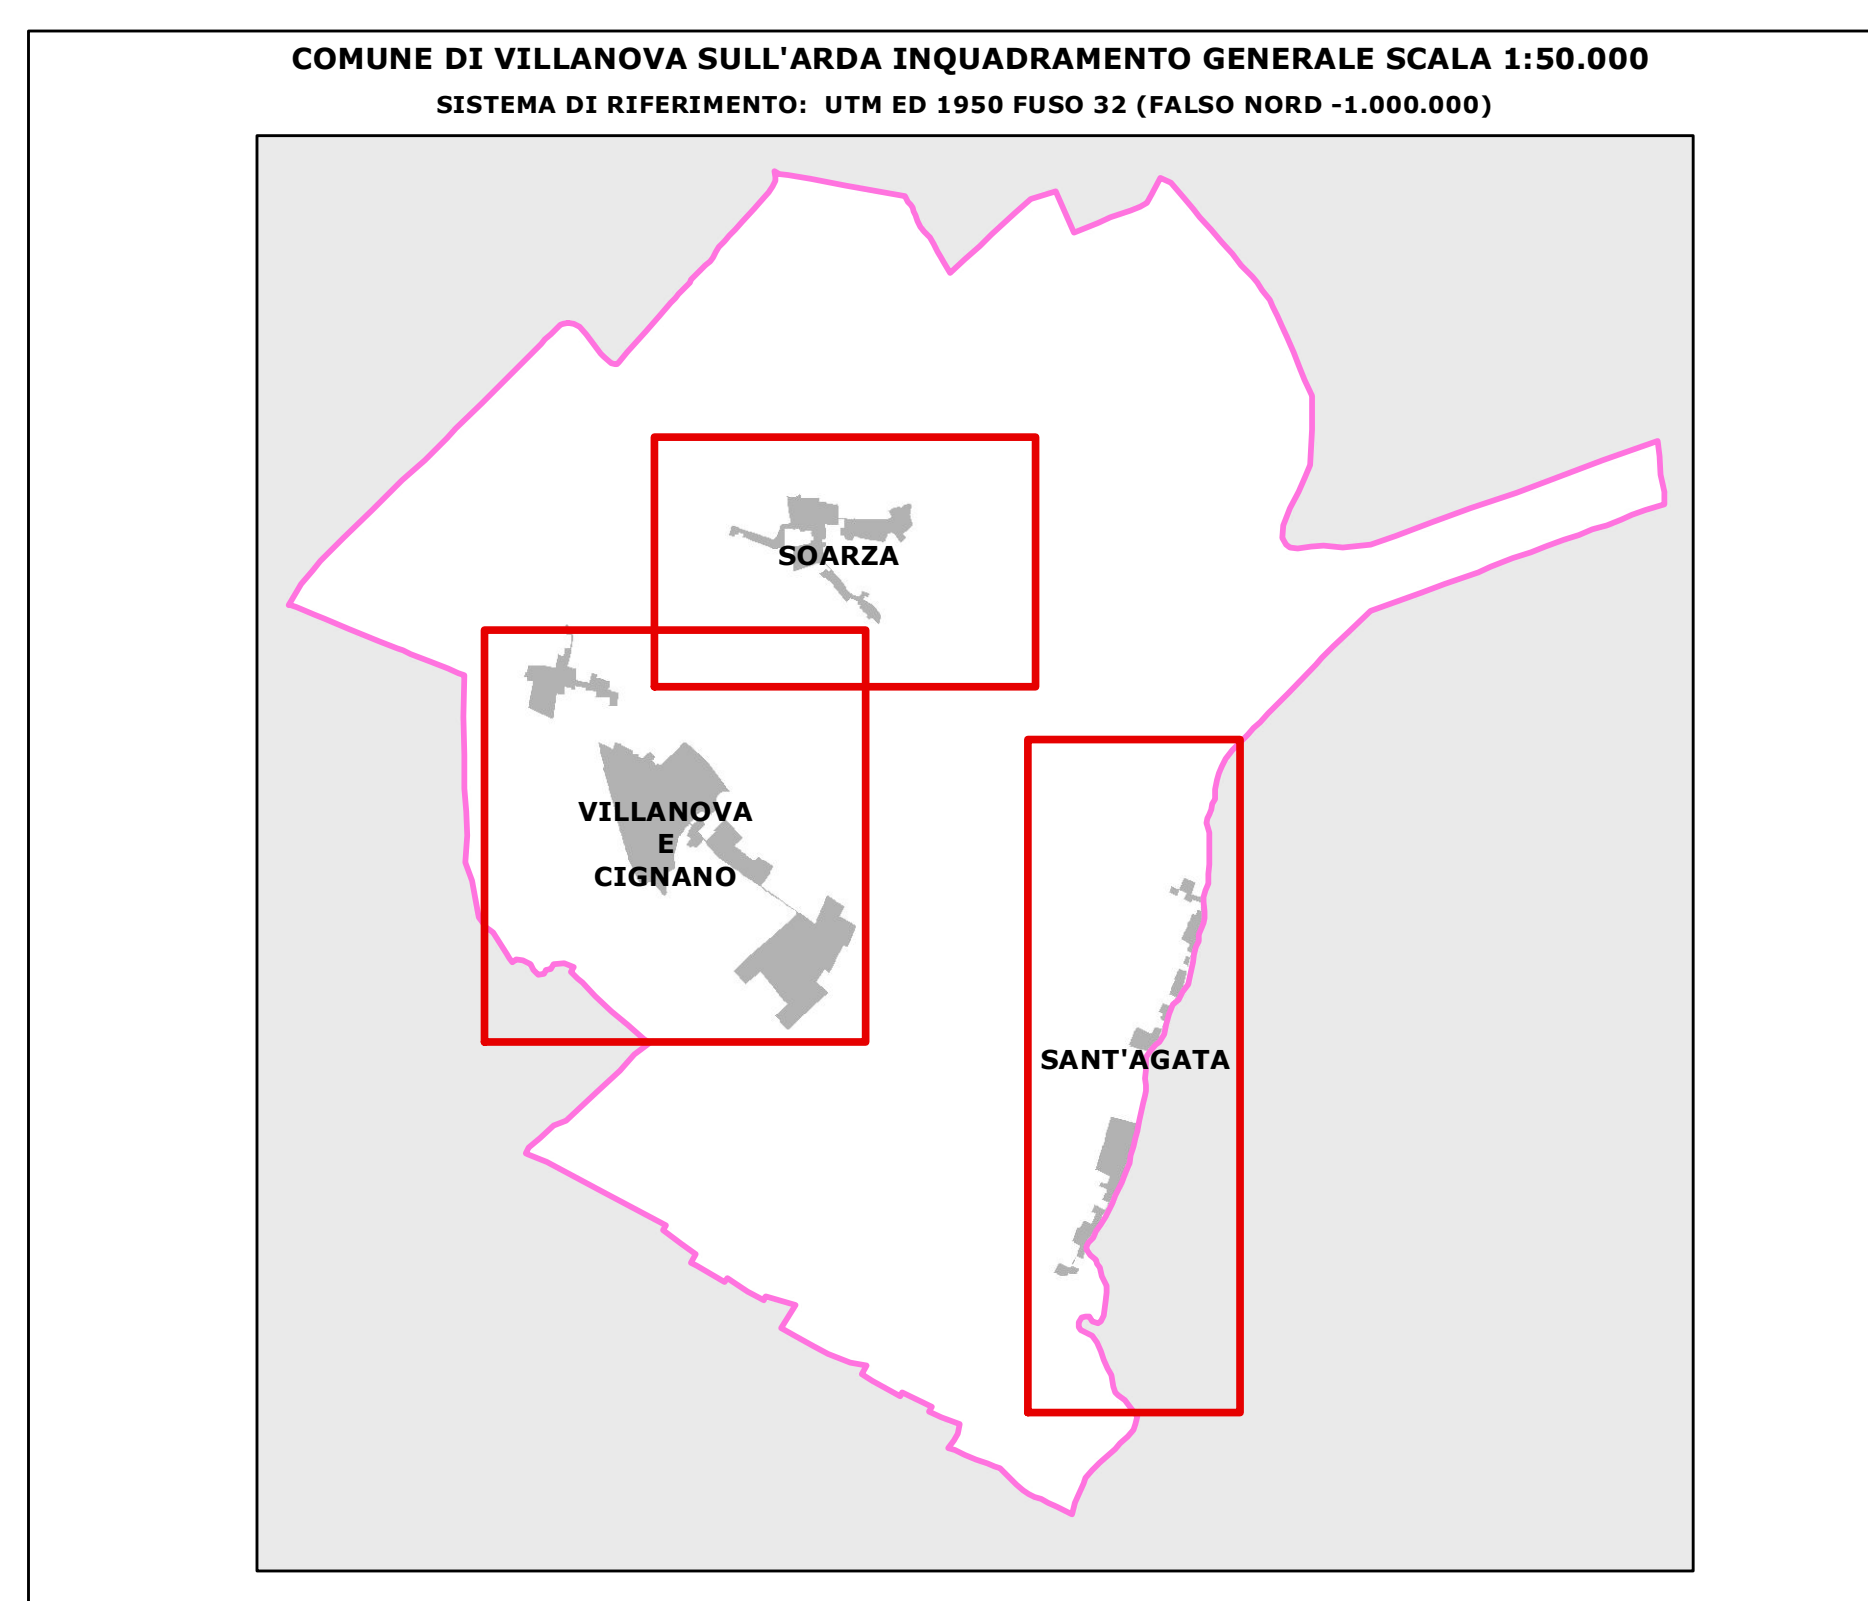 COMUNE DI VILLANOVA SULL'ARDA INQUADRAMENTO GENERALE SCALA 1:50.000
SISTEMA DI RIFERIMENTO: UTM ED 1950 FUSO 32 (FALSO NORD -1.000.000)
SOARZA
VILLANOVA
E
CIGNANO
SANT'AGATA